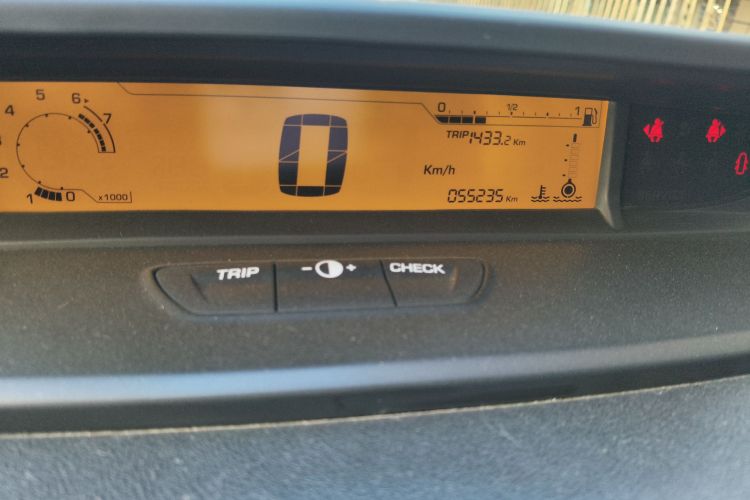 4 5 6 7
2
1 0 x1000
0
Km/h
0 1/2 1
TRIP 1433.2 Km
055235 Km
TRIP - + CHECK